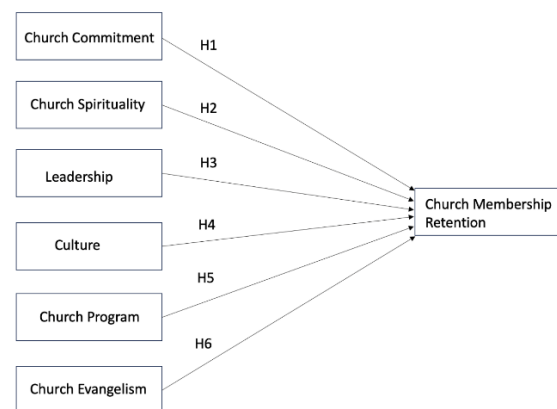 Church Commitment
H1
Church Spirituality
H2
Leadership
H3
Church Membership
Retention
Culture
H4
Church Program
H5
Church Evangelism
H6